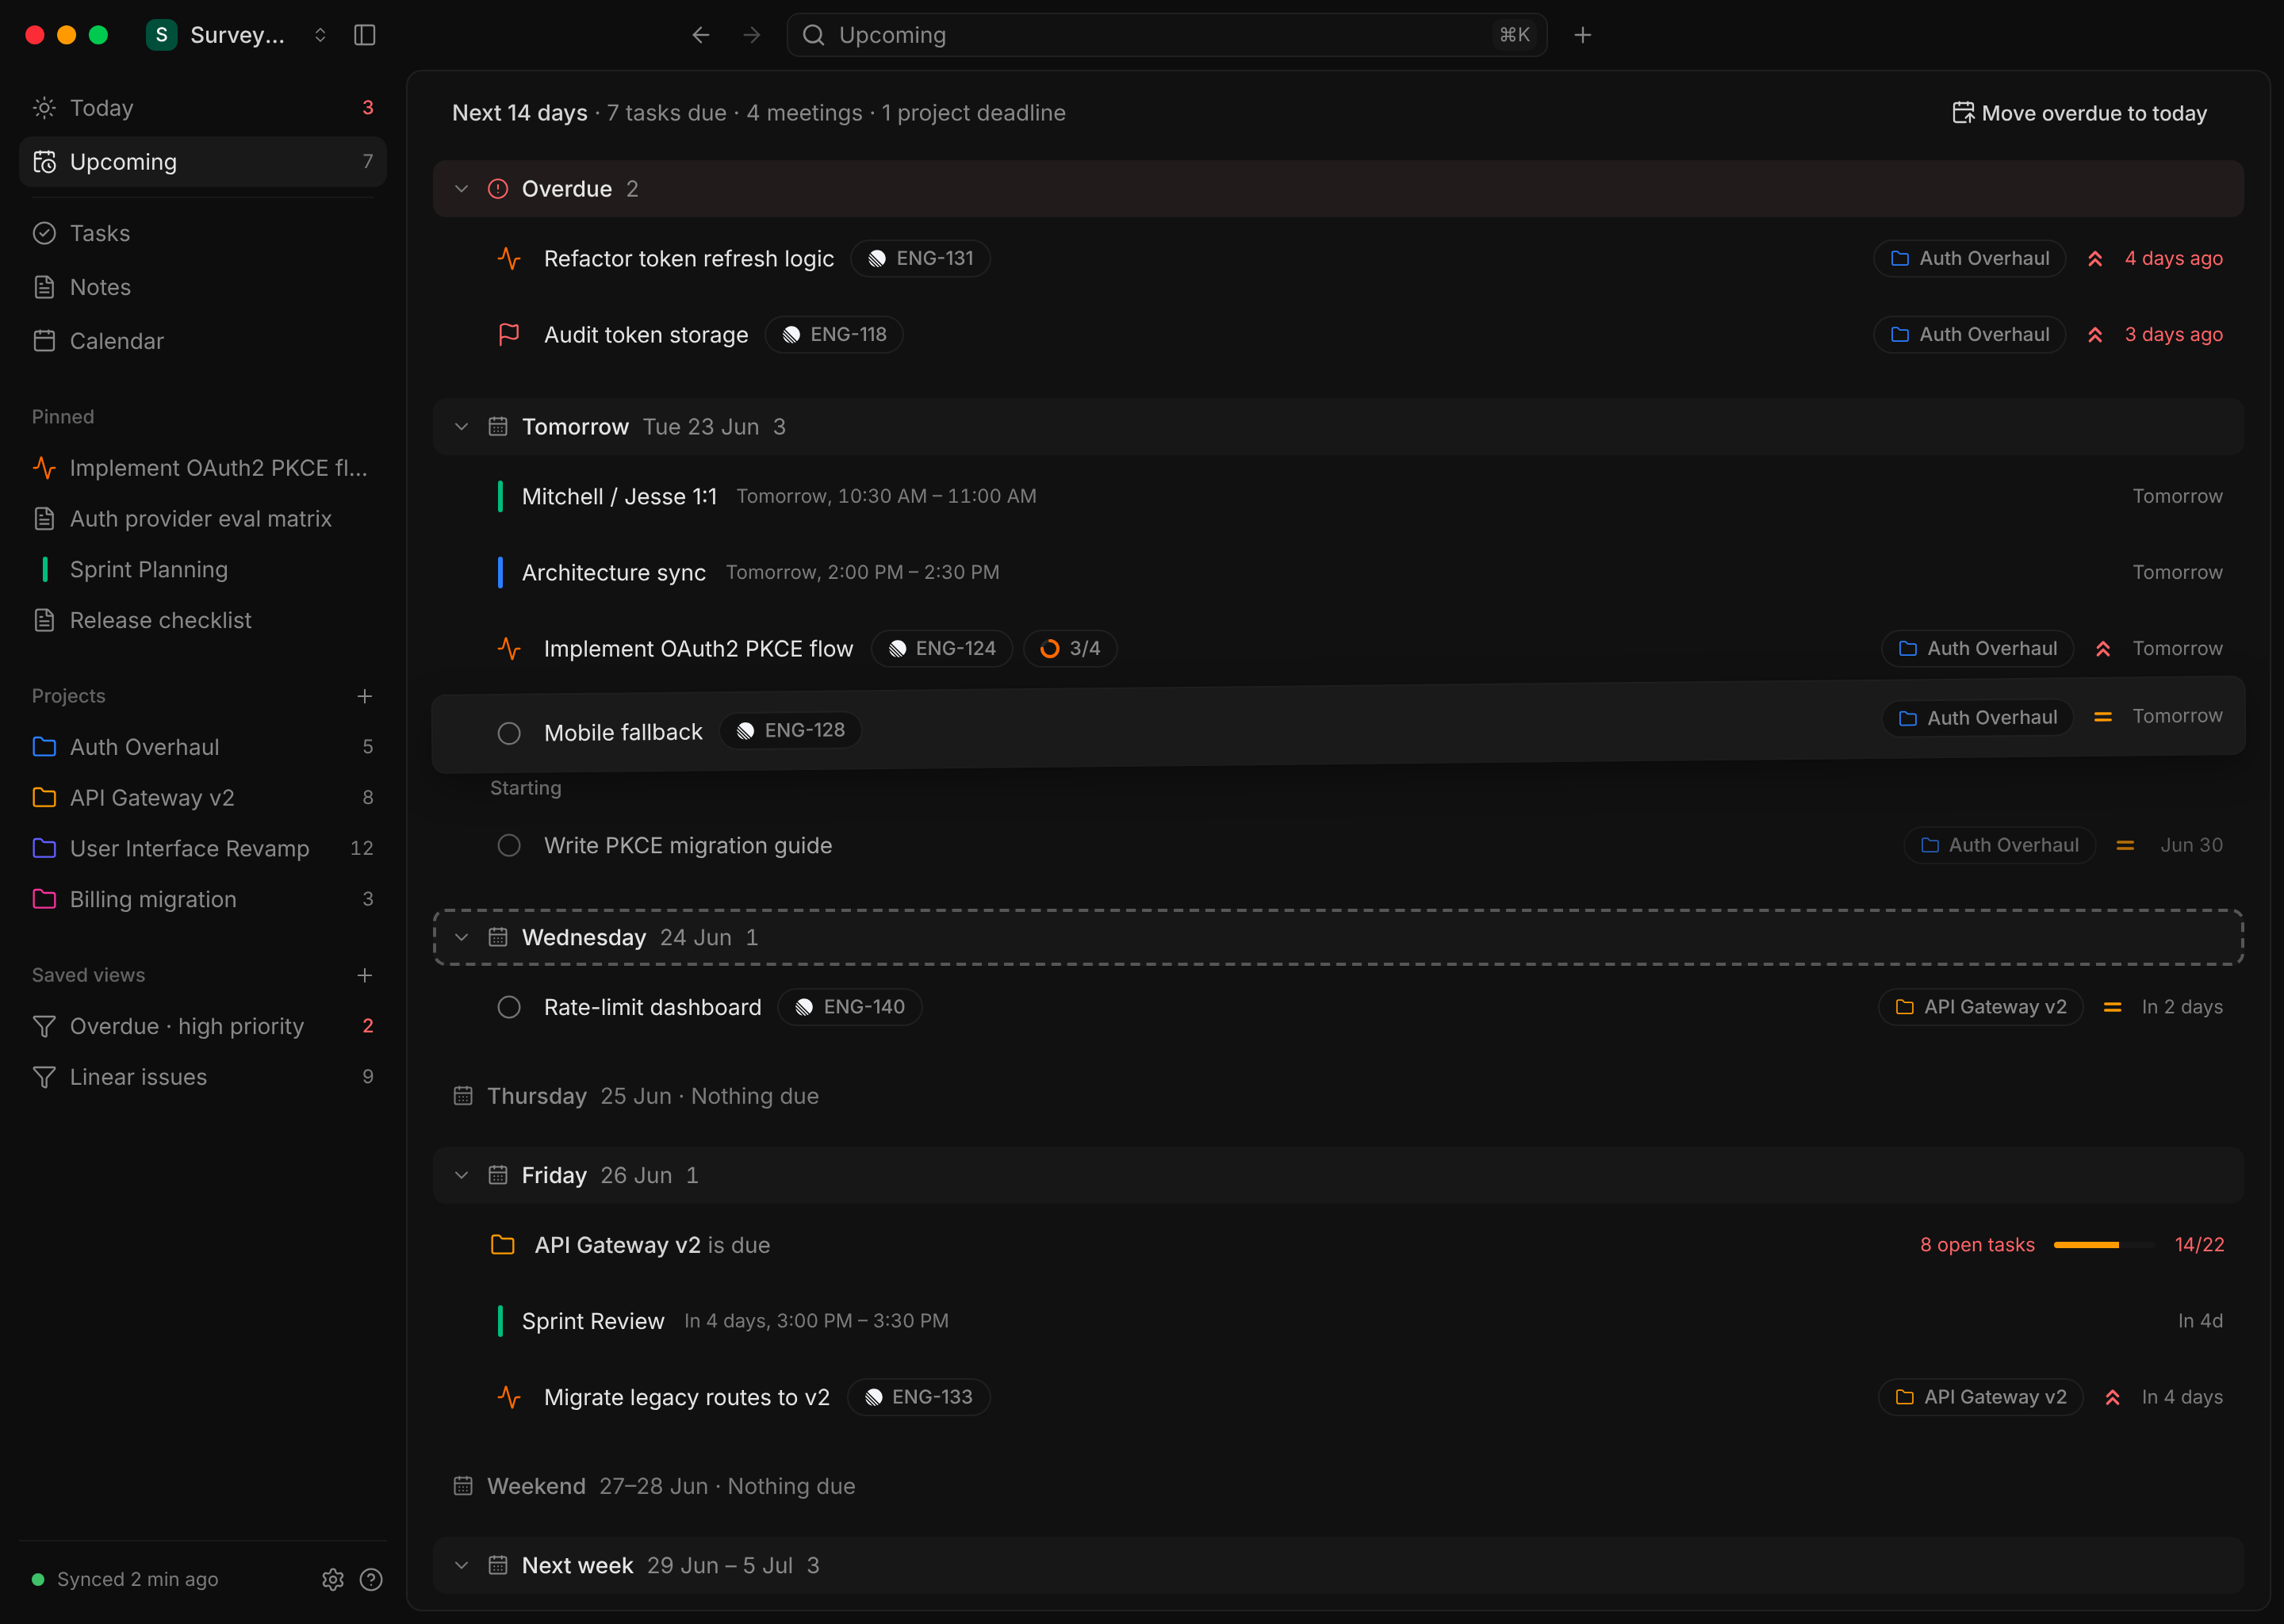 S Survey...
Upcoming ⌘K
Today 3
Upcoming 7
Tasks
Notes
Calendar
Pinned
Implement OAuth2 PKCE fl...
Auth provider eval matrix
Sprint Planning
Release checklist
Projects
Auth Overhaul 5
API Gateway v2 8
User Interface Revamp 12
Billing migration 3
Saved views
Overdue · high priority 2
Linear issues 9
Synced 2 min ago
Next 14 days · 7 tasks due · 4 meetings · 1 project deadline Move overdue to today
Overdue 2
Refactor token refresh logic ENG-131 Auth Overhaul 4 days ago
Audit token storage ENG-118 Auth Overhaul 3 days ago
Tomorrow Tue 23 Jun 3
Mitchell / Jesse 1:1 Tomorrow, 10:30 AM – 11:00 AM Tomorrow
Architecture sync Tomorrow, 2:00 PM – 2:30 PM Tomorrow
Implement OAuth2 PKCE flow ENG-124 3/4 Auth Overhaul Tomorrow
Mobile fallback ENG-128 Auth Overhaul Tomorrow
Starting
Write PKCE migration guide Auth Overhaul Jun 30
Wednesday 24 Jun 1
Rate-limit dashboard ENG-140 API Gateway v2 In 2 days
Thursday 25 Jun · Nothing due
Friday 26 Jun 1
API Gateway v2 is due 8 open tasks 14/22
Sprint Review In 4 days, 3:00 PM – 3:30 PM In 4d
Migrate legacy routes to v2 ENG-133 API Gateway v2 In 4 days
Weekend 27–28 Jun · Nothing due
Next week 29 Jun – 5 Jul 3